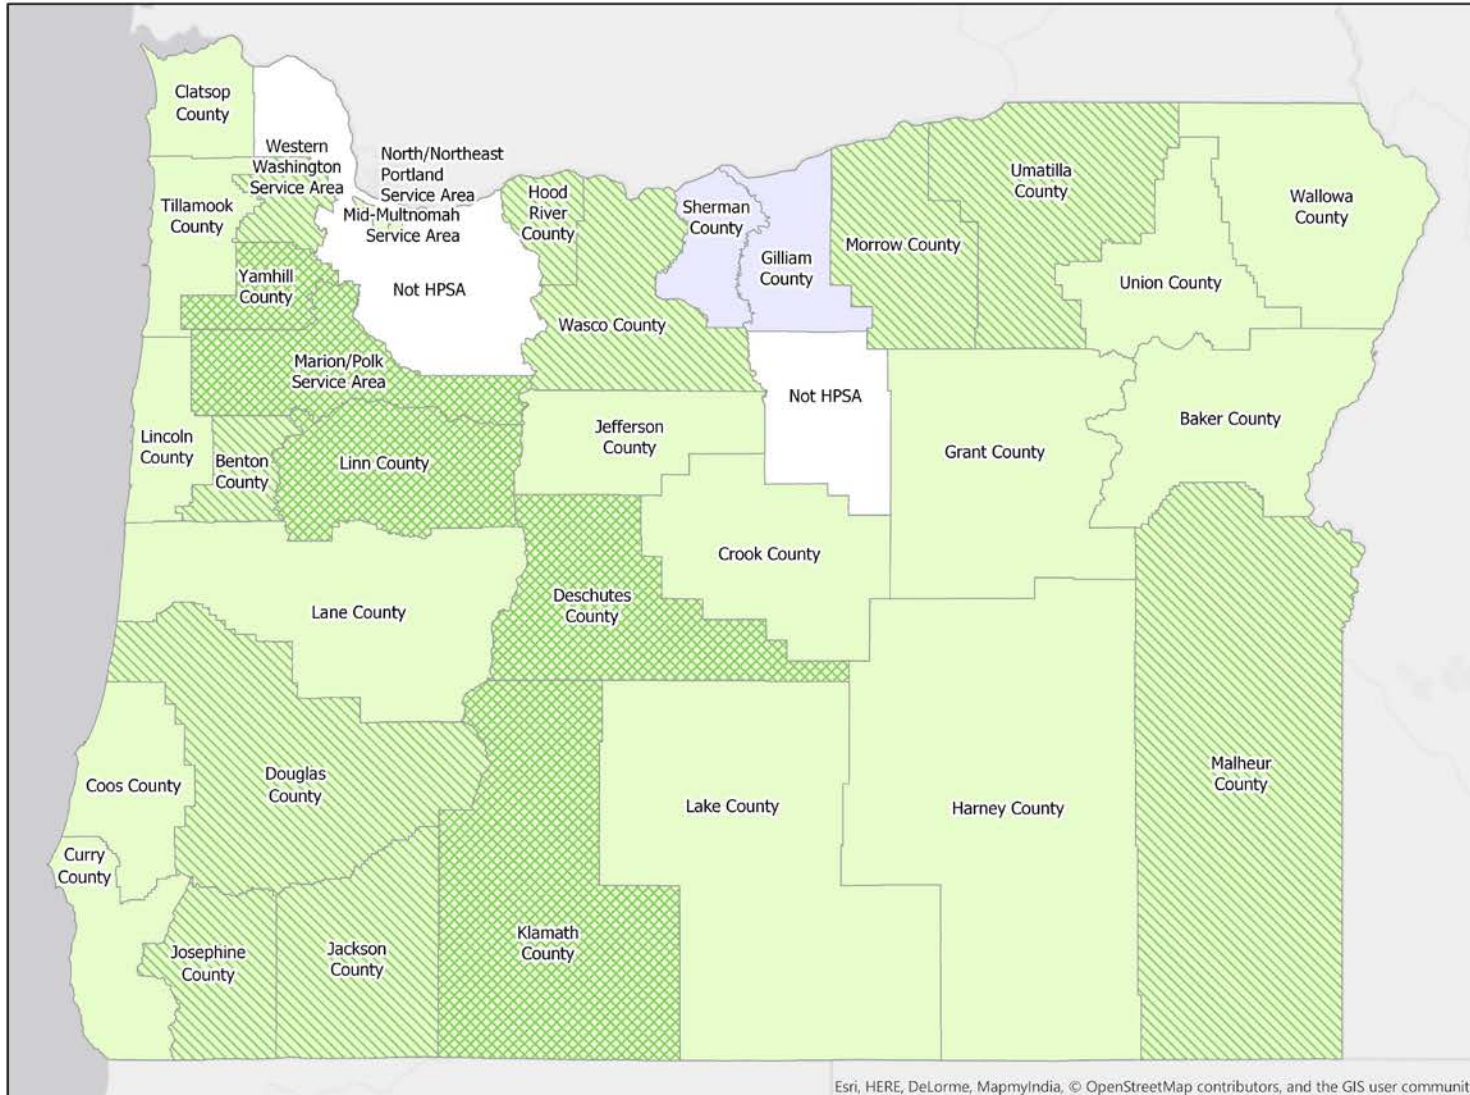 Clatsop
County
Western
Washington
Service Area
North/Northeast
Portland
Service Area
Mid-Multnomah
Service Area
Tillamook
County
Hood
River
County
Sherman
County
Gilliam
County
Morrow County
Umatilla
County
Wallowa
County
Union County
Not HPSA
Yamhill
County
Wasco County
Marion/Polk
Service Area
Not HPSA
Baker County
Lincoln
County
Benton
County
Linn County
Jefferson
County
Grant County
Crook County
Lane County
Deschutes
County
Coos County
Douglas
County
Lake County
Harney County
Malheur
County
Curry
County
Josephine
County
Jackson
County
Klamath
County
Esri, HERE, DeLorme, MapmyIndia, © OpenStreetMap contributors, and the GIS user communit